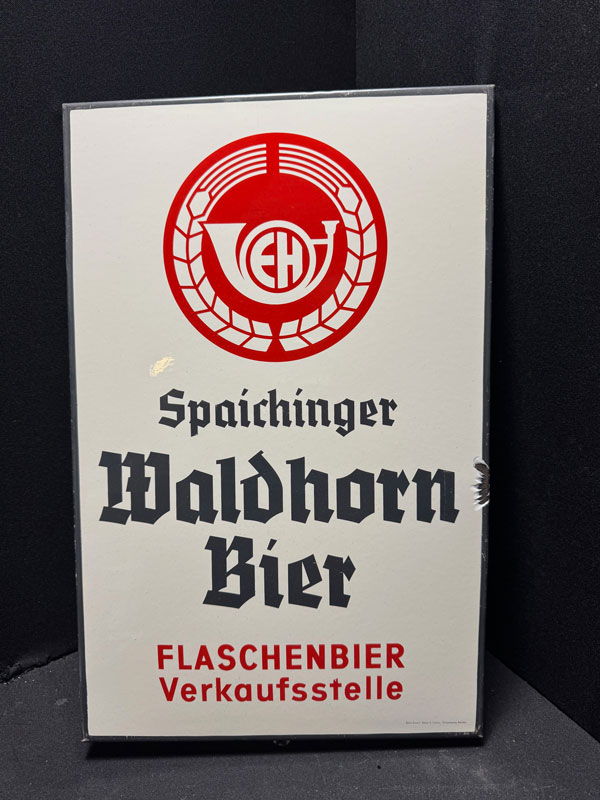 EH
Spaichinger
Waldhorn
Bier
FLASCHENBIER
Verkaufsstelle